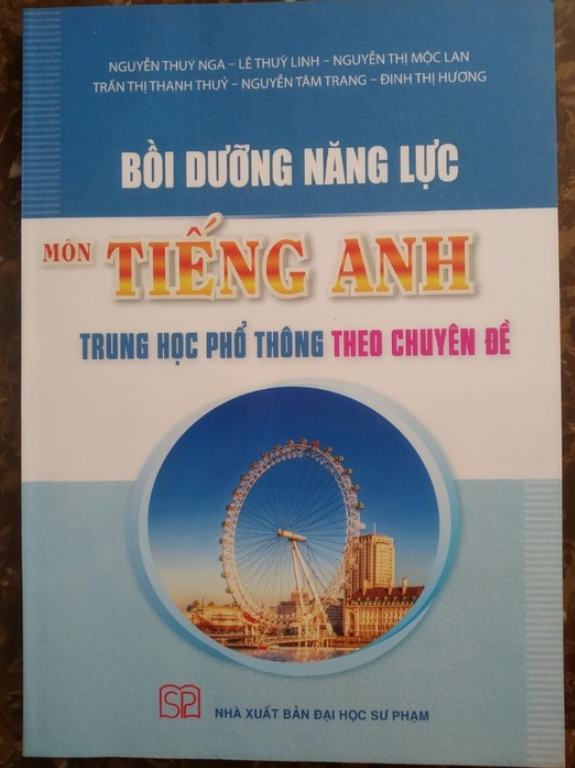 NGUYỄN THUÝ NGA – LÊ THUỲ LINH – NGUYỄN THỊ MỘC LAN
TRẦN THỊ THANH THUỶ – NGUYỄN TÂM TRANG – ĐINH THỊ HƯƠNG
BỒI DƯỠNG NĂNG LỰC
MÔN TIẾNG ANH
TRUNG HỌC PHỔ THÔNG THEO CHUYÊN ĐỀ
SP
NHÀ XUẤT BẢN ĐẠI HỌC SƯ PHẠM